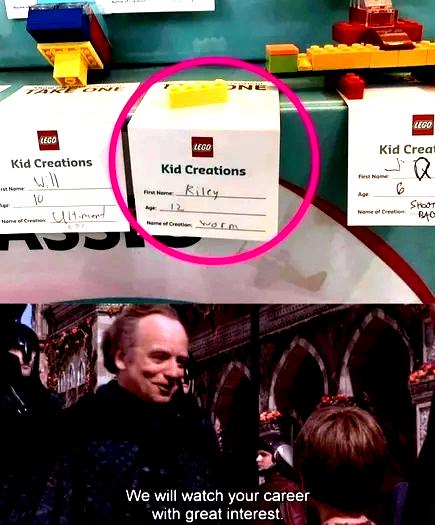 TAKE ONE
ONE
LEGO
Kid Creations
First Name: Will
Age: 10
Name of Creation:
LEGO
Kid Creations
First Name: Riley
Age: 12
Name of Creation: worm
LEGO
Kid Creat
First Name:
Age: 6
Name of Creation: SHOOT
We will watch your career
with great interest.